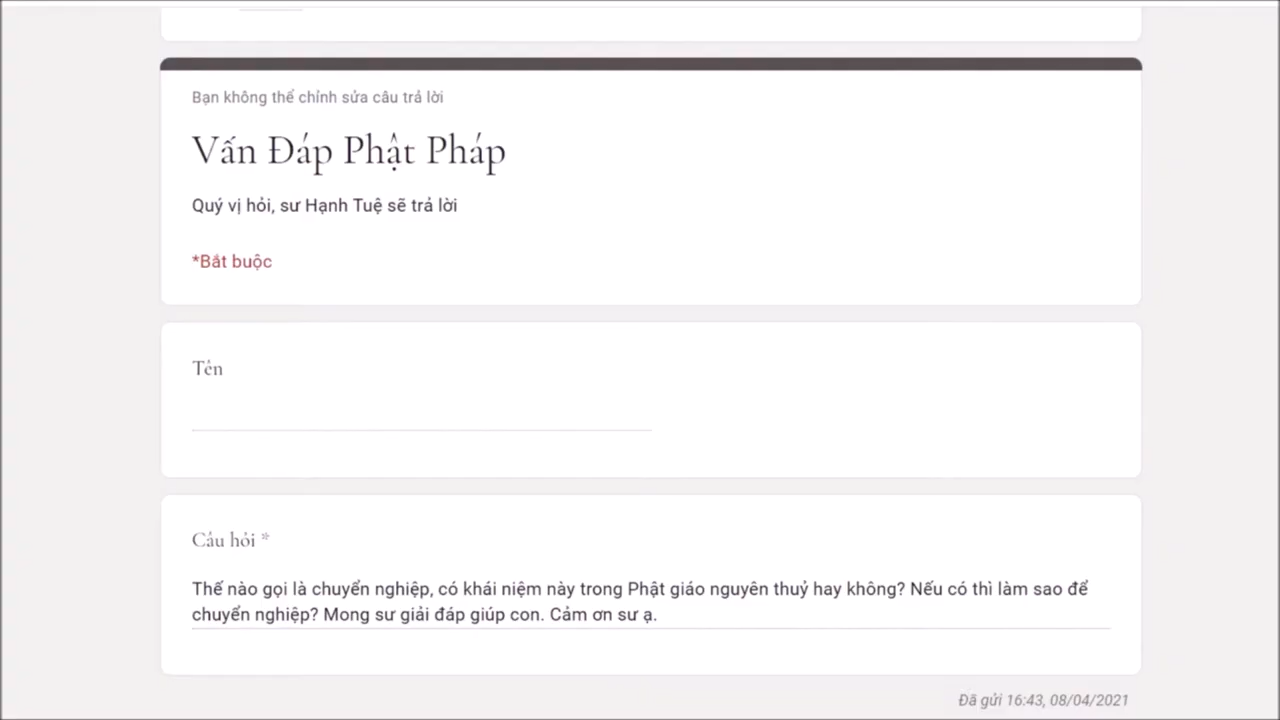 Bạn không thể chỉnh sửa câu trả lời
Vấn Đáp Phật Pháp
Quý vị hỏi, sư Hạnh Tuệ sẽ trả lời
*Bắt buộc
Tên
Câu hỏi *
Thế nào gọi là chuyển nghiệp, có khái niệm này trong Phật giáo nguyên thuỷ hay không? Nếu có thì làm sao để
chuyển nghiệp? Mong sư giải đáp giúp con. Cảm ơn sư ạ.
Đã gửi 16:43, 08/04/2021